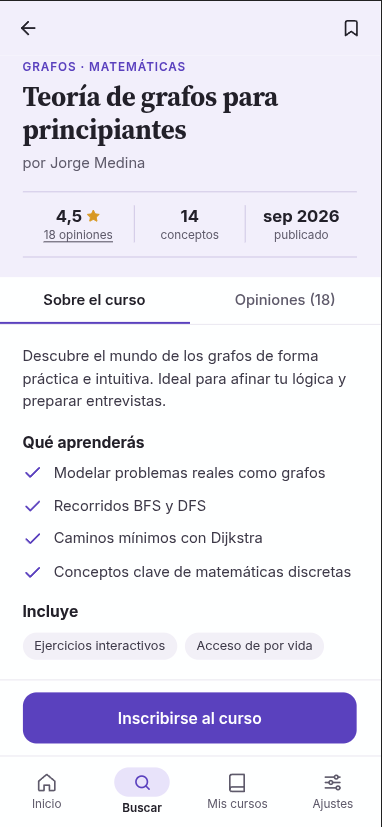 GRAFOS · MATEMÁTICAS
Teoría de grafos para
principiantes
por Jorge Medina
4,5
18 opiniones
14
conceptos
sep 2026
publicado
Sobre el curso
Opiniones (18)
Descubre el mundo de los grafos de forma
práctica e intuitiva. Ideal para afinar tu lógica y
preparar entrevistas.
Qué aprenderás
Modelar problemas reales como grafos
Recorridos BFS y DFS
Caminos mínimos con Dijkstra
Conceptos clave de matemáticas discretas
Incluye
Ejercicios interactivos
Acceso de por vida
Inscribirse al curso
Inicio
Buscar
Mis cursos
Ajustes